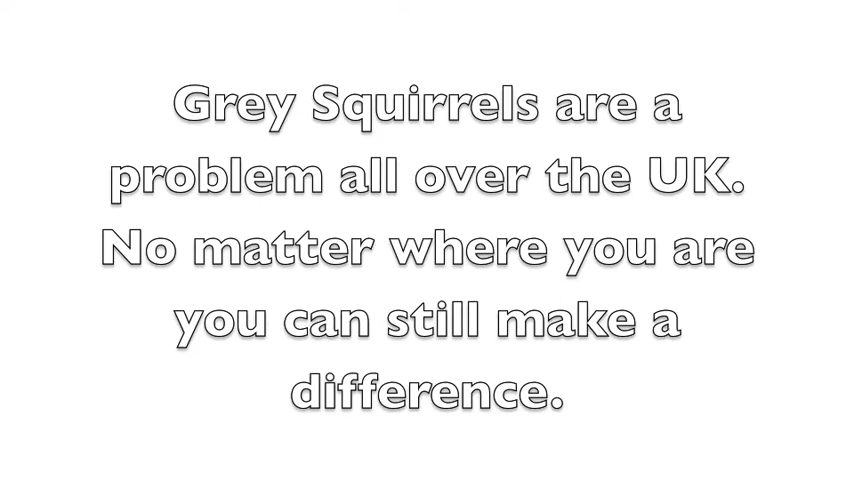 Grey Squirrels are a
problem all over the UK.
No matter where you are
you can still make a
difference.